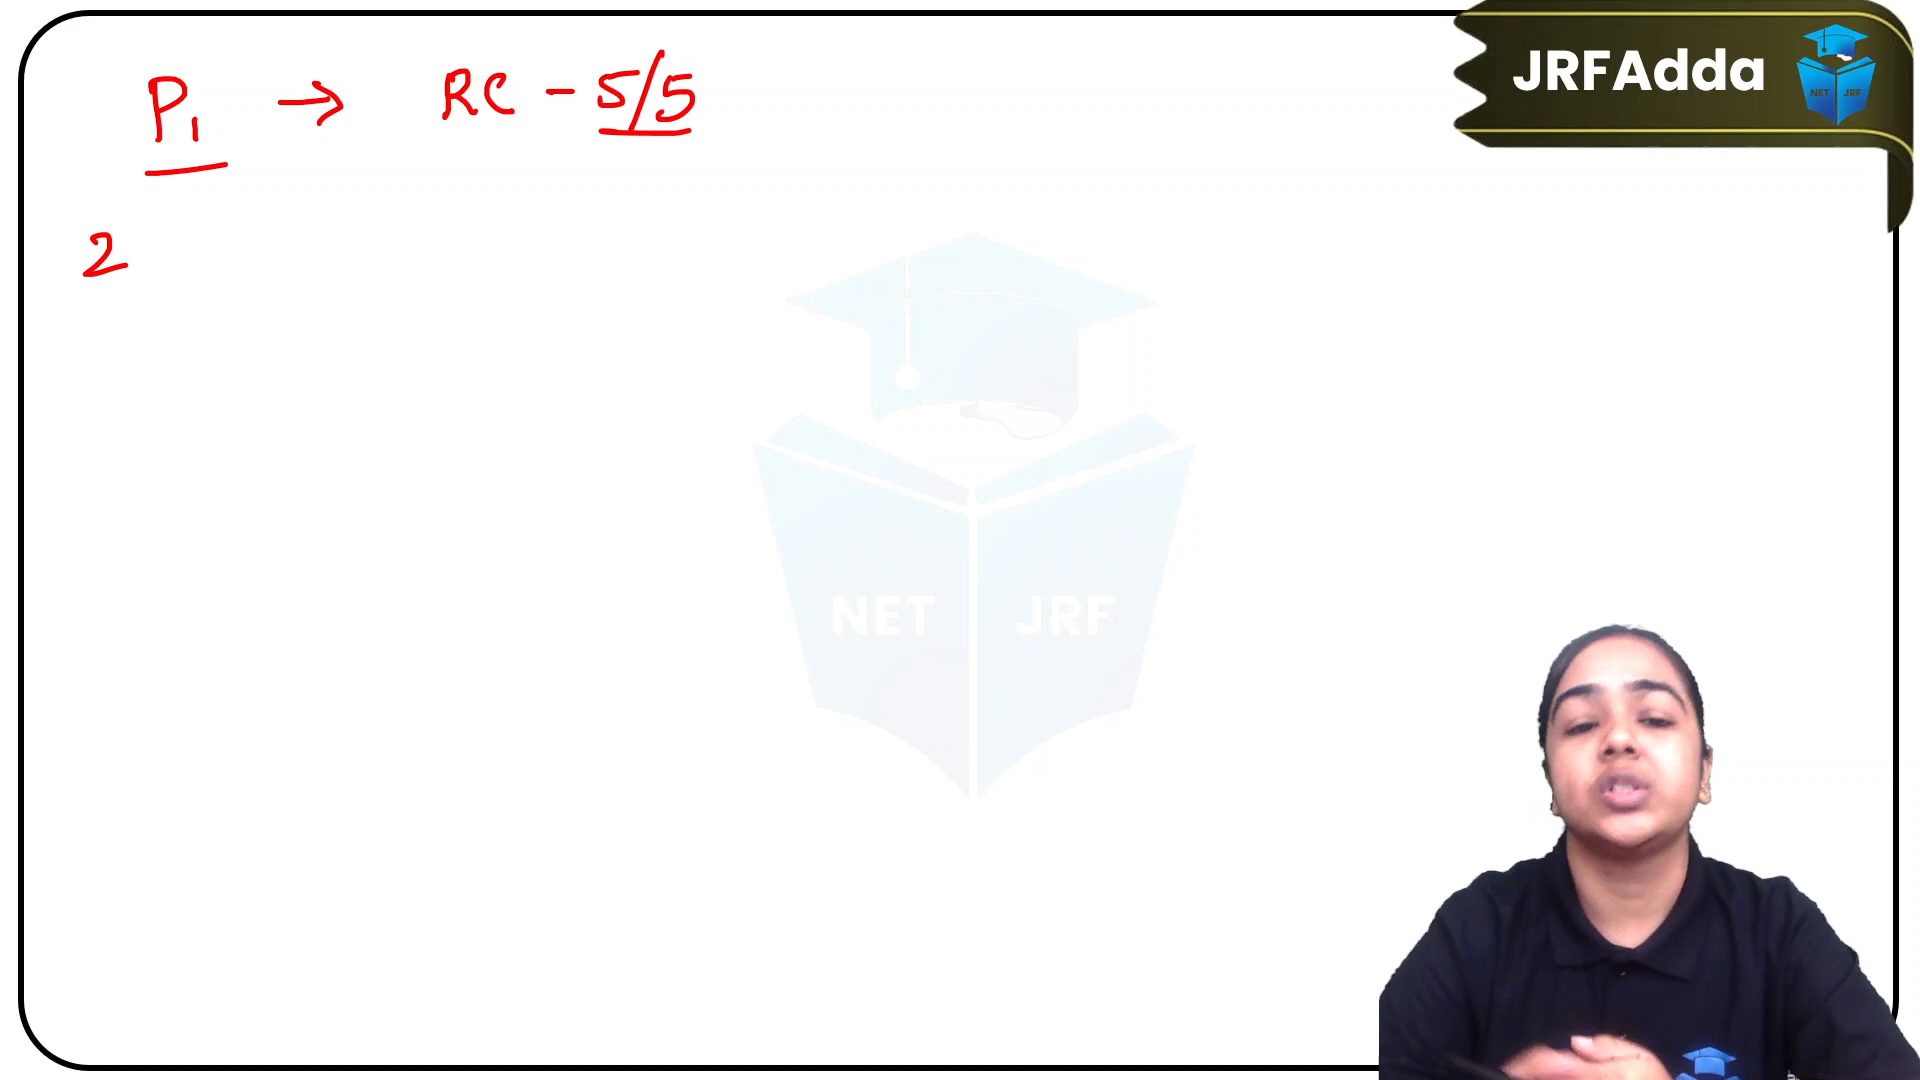 P1 → RC - 5/5
JRFAdda
NET JRF
2
NET JRF